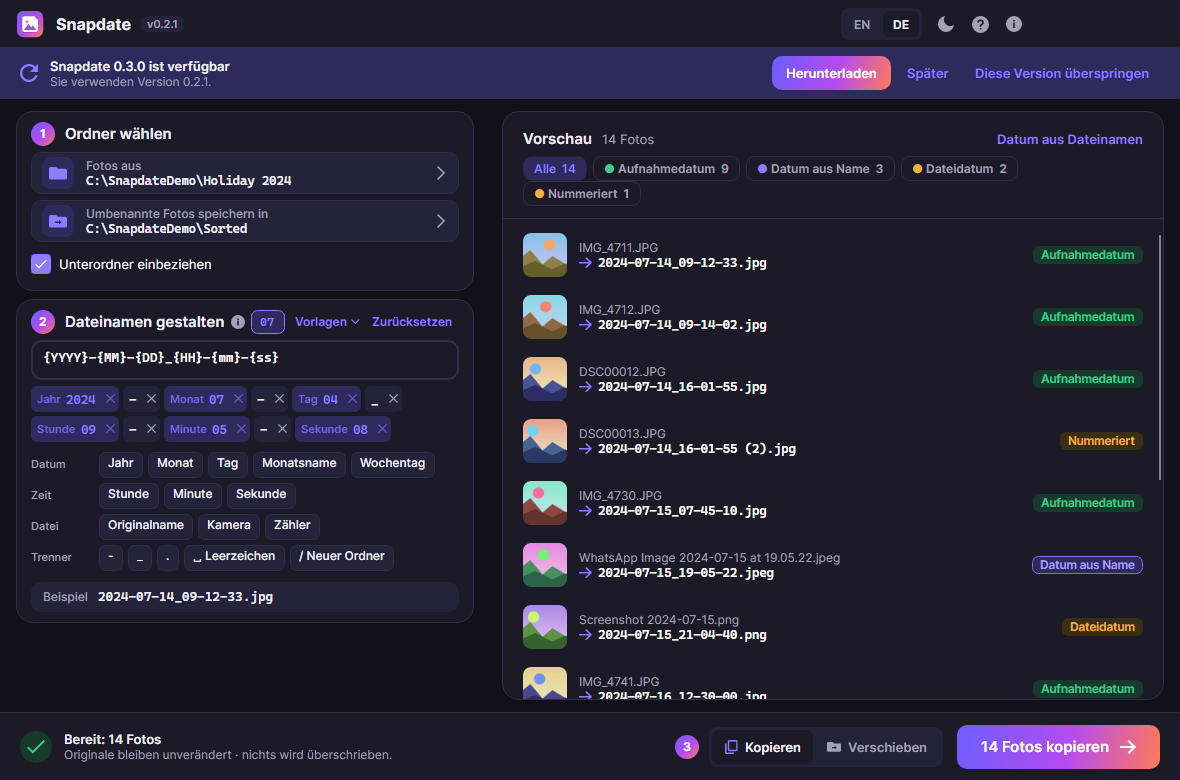 Snapdate v0.2.1
EN DE
Snapdate 0.3.0 ist verfügbar
Sie verwenden Version 0.2.1.
Herunterladen Später Diese Version überspringen
1 Ordner wählen
Fotos aus
C:\SnapdateDemo\Holiday 2024
Umbenannte Fotos speichern in
C:\SnapdateDemo\Sorted
Unterordner einbeziehen
2 Dateinamen gestalten 07 Vorlagen Zurücksetzen
{YYYY}-{MM}-{DD}_{HH}-{mm}-{ss}
Jahr 2024 - Monat 07 - Tag 04 _
Stunde 09 - Minute 05 - Sekunde 08
Datum Jahr Monat Tag Monatsname Wochentag
Zeit Stunde Minute Sekunde
Datei Originalname Kamera Zähler
Trenner - _ . ␣ Leerzeichen / Neuer Ordner
Beispiel 2024-07-14_09-12-33.jpg
Vorschau 14 Fotos Datum aus Dateinamen
Alle 14 Aufnahmedatum 9 Datum aus Name 3 Dateidatum 2
Nummeriert 1
IMG_4711.JPG
→ 2024-07-14_09-12-33.jpg Aufnahmedatum
IMG_4712.JPG
→ 2024-07-14_09-14-02.jpg Aufnahmedatum
DSC00012.JPG
→ 2024-07-14_16-01-55.jpg Aufnahmedatum
DSC00013.JPG
→ 2024-07-14_16-01-55 (2).jpg Nummeriert
IMG_4730.JPG
→ 2024-07-15_07-45-10.jpg Aufnahmedatum
WhatsApp Image 2024-07-15 at 19.05.22.jpeg
→ 2024-07-15_19-05-22.jpeg Datum aus Name
Screenshot 2024-07-15.png
→ 2024-07-15_21-04-40.png Dateidatum
IMG_4741.JPG
→ 2024-07-16_12-30-00.jpg Aufnahmedatum
Bereit: 14 Fotos
Originale bleiben unverändert · nichts wird überschrieben.
3 Kopieren Verschieben 14 Fotos kopieren →